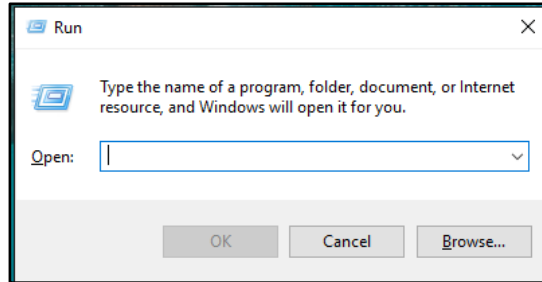 Run
Type the name of a program, folder, document, or Internet
resource, and Windows will open it for you.
Open:
OK
Cancel
Browse...